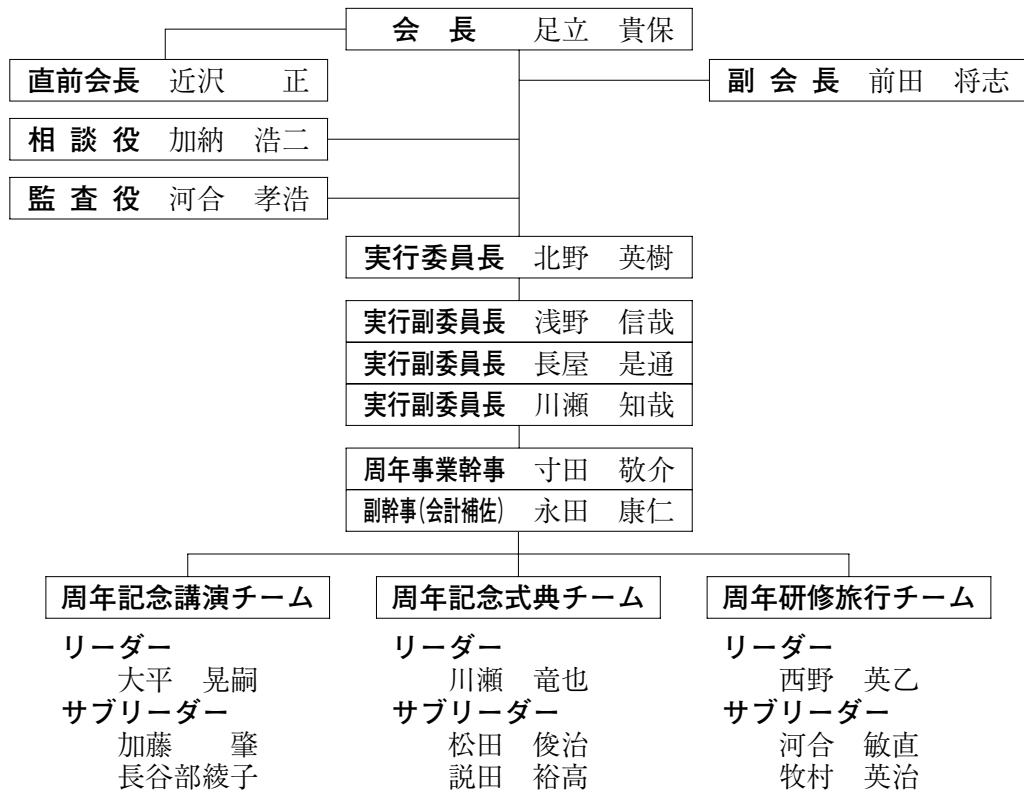 会　長　足立　貴保
直前会長　近沢　　正
副 会 長　前田　将志
相 談 役　加納　浩二
監 査 役　河合　孝浩
実行委員長　北野　英樹
実行副委員長　浅野　信哉
実行副委員長　長屋　是通
実行副委員長　川瀬　知哉
周年事業幹事　寸田　敬介
副幹事(会計補佐)　永田　康仁
周年記念講演チーム
リーダー
大平　晃嗣
サブリーダー
加藤　　肇
長谷部綾子
周年記念式典チーム
リーダー
川瀬　竜也
サブリーダー
松田　俊治
説田　裕高
周年研修旅行チーム
リーダー
西野　英乙
サブリーダー
河合　敏直
牧村　英治